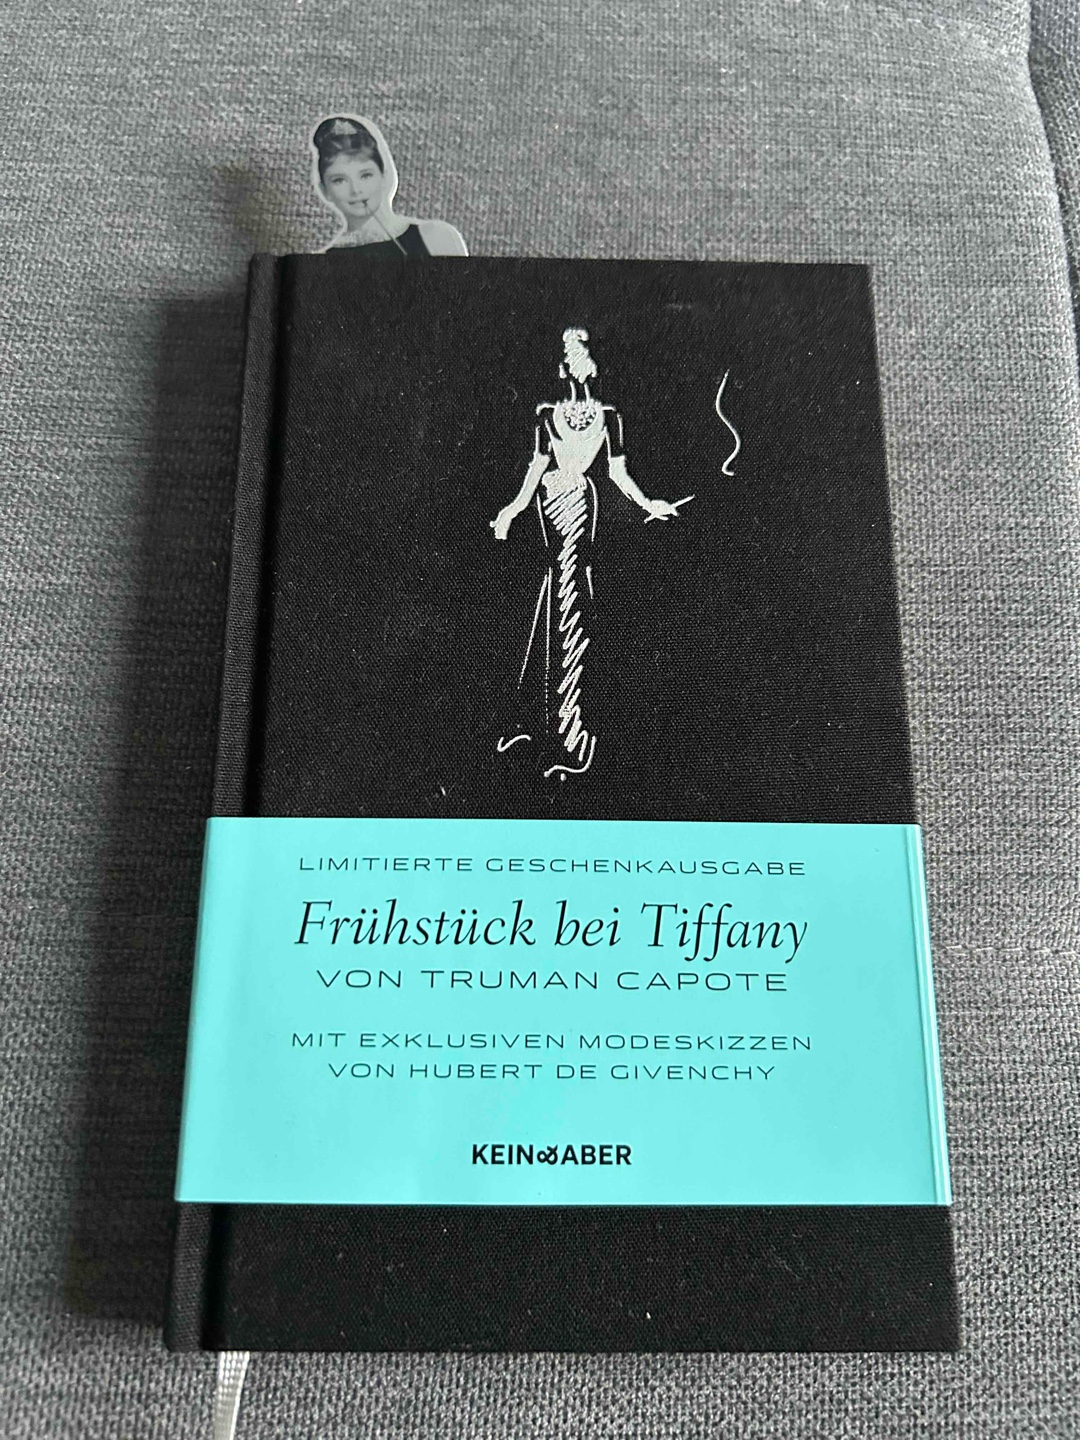 LIMITIERTE GESCHENKAUSGABE
Frühstück bei Tiffany
VON TRUMAN CAPOTE
MIT EXKLUSIVEN MODESKIZZEN
VON HUBERT DE GIVENCHY
KEIN&ABER